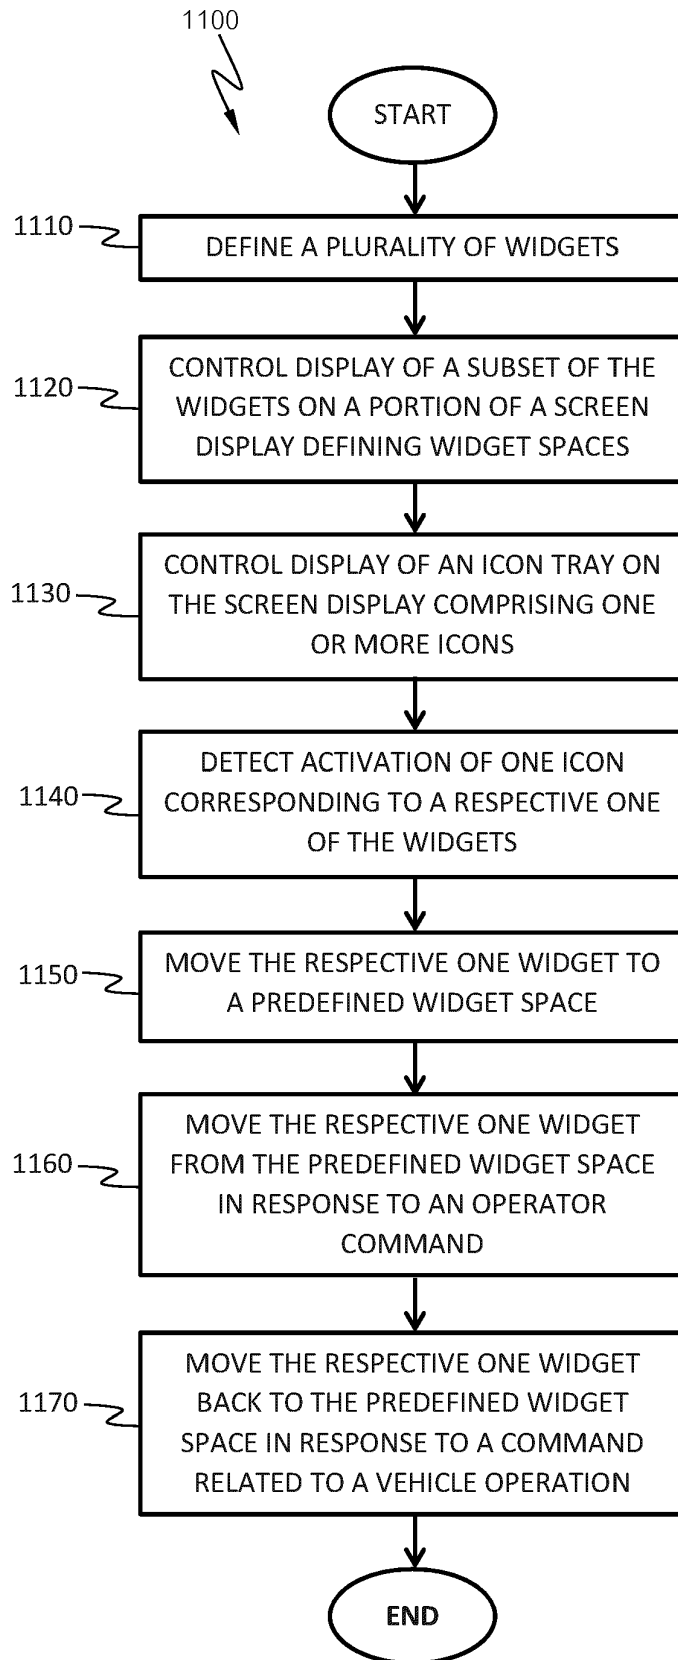 1100
START
1110
DEFINE A PLURALITY OF WIDGETS
1120
CONTROL DISPLAY OF A SUBSET OF THE
WIDGETS ON A PORTION OF A SCREEN
DISPLAY DEFINING WIDGET SPACES
1130
CONTROL DISPLAY OF AN ICON TRAY ON
THE SCREEN DISPLAY COMPRISING ONE
OR MORE ICONS
1140
DETECT ACTIVATION OF ONE ICON
CORRESPONDING TO A RESPECTIVE ONE
OF THE WIDGETS
1150
MOVE THE RESPECTIVE ONE WIDGET TO
A PREDEFINED WIDGET SPACE
1160
MOVE THE RESPECTIVE ONE WIDGET
FROM THE PREDEFINED WIDGET SPACE
IN RESPONSE TO AN OPERATOR
COMMAND
1170
MOVE THE RESPECTIVE ONE WIDGET
BACK TO THE PREDEFINED WIDGET
SPACE IN RESPONSE TO A COMMAND
RELATED TO A VEHICLE OPERATION
END